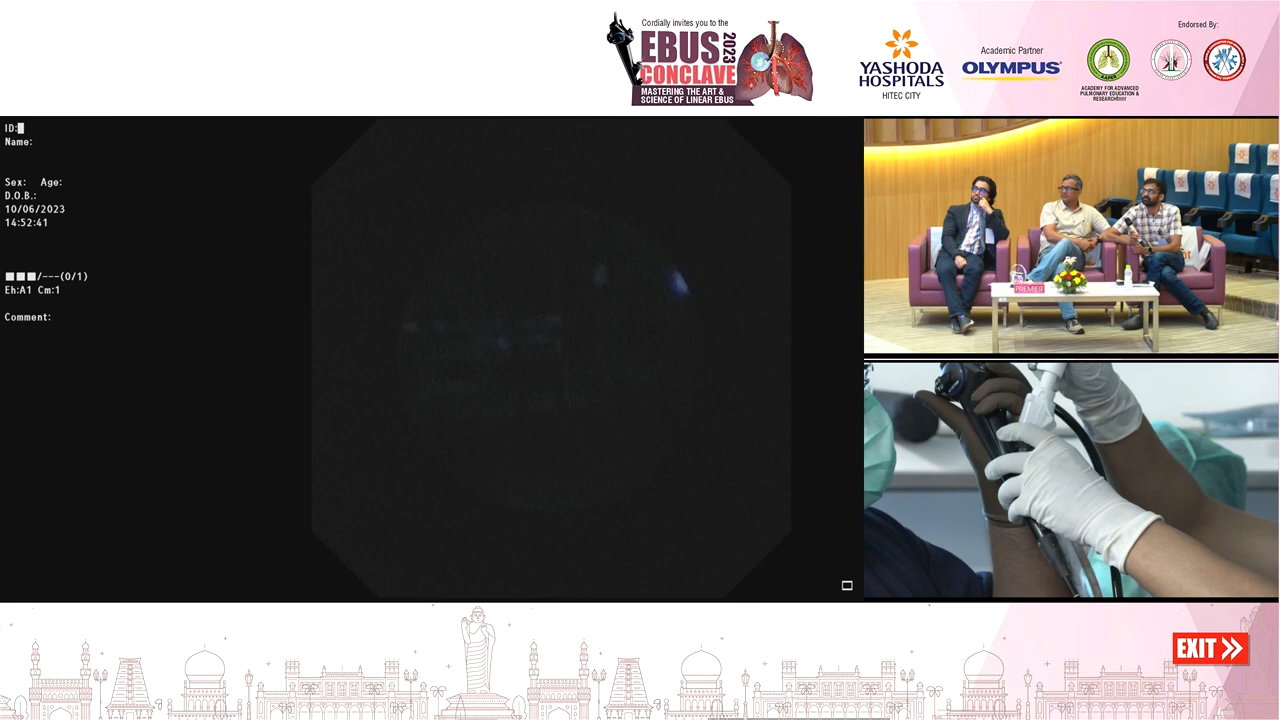 Cordially invites you to the
EBUS 2023
CONCLAVE
MASTERING THE ART &
SCIENCE OF LINEAR EBUS
YASHODA
HOSPITALS
HITEC CITY
Academic Partner
OLYMPUS
Endorsed By:
ACADEMY FOR ADVANCED
PULMONARY EDUCATION &
ID:
Name:
Sex: Age:
D.O.B.:
10/06/2023
14:52:41
■■■/---(0/1)
Eh:A1 Cm:1
Comment:
PREMIER
EXIT